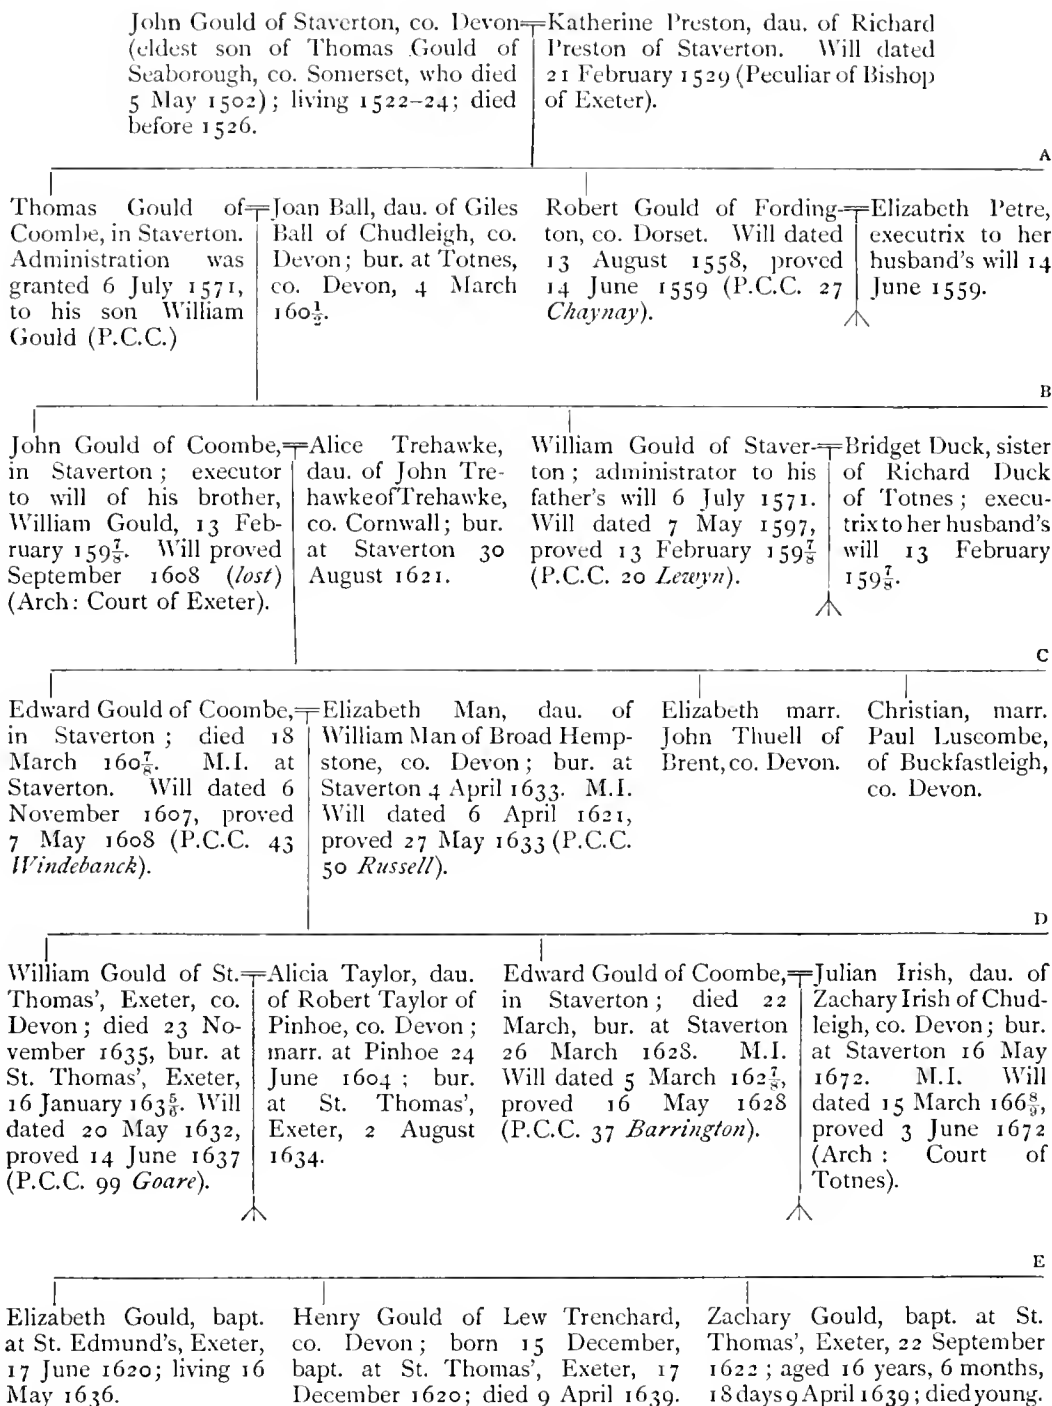 John Gould of Staverton, co. Devon
(eldest son of Thomas Gould of
Seaborough, co. Somerset, who died
5 May 1502); living 1522-24; died
before 1526.
Katherine Preston, dau. of Richard
Preston of Staverton. Will dated
21 February 1529 (Peculiar of Bishop
of Exeter).
A
Thomas Gould of
Coombe, in Staverton.
Administration was
granted 6 July 1571,
to his son William
Gould (P.C.C.)
Joan Ball, dau. of Giles
Ball of Chudleigh, co.
Devon; bur. at Totnes,
co. Devon, 4 March
160½.
Robert Gould of Fording-
ton, co. Dorset. Will dated
13 August 1558, proved
14 June 1559 (P.C.C. 27
Chaynay).
Elizabeth Petre,
executrix to her
husband's will 14
June 1559.
B
John Gould of Coombe,
in Staverton; executor
to will of his brother,
William Gould, 13 Feb-
ruary 159⅞. Will proved
September 1608 (lost)
(Arch: Court of Exeter).
Alice Trehawke,
dau. of John Tre-
hawke of Trehawke,
co. Cornwall; bur.
at Staverton 30
August 1621.
William Gould of Staver-
ton; administrator to his
father's will 6 July 1571.
Will dated 7 May 1597,
proved 13 February 159⅞
(P.C.C. 20 Lewyn).
Bridget Duck, sister
of Richard Duck
of Totnes; execu-
trix to her husband's
will 13 February
159⅞.
C
Edward Gould of Coombe,
in Staverton; died 18
March 160⅞. M.I. at
Staverton. Will dated 6
November 1607, proved
7 May 1608 (P.C.C. 43
Windebanck).
Elizabeth Man, dau. of
William Man of Broad Hemp-
stone, co. Devon; bur. at
Staverton 4 April 1633. M.I.
Will dated 6 April 1621,
proved 27 May 1633 (P.C.C.
50 Russell).
Elizabeth marr.
John Thuell of
Brent, co. Devon.
Christian, marr.
Paul Luscombe,
of Buckfastleigh,
co. Devon.
D
William Gould of St.
Thomas', Exeter, co.
Devon; died 23 No-
vember 1635, bur. at
St. Thomas', Exeter,
16 January 163⅚. Will
dated 20 May 1632,
proved 14 June 1637
(P.C.C. 99 Goare).
Alicia Taylor, dau.
of Robert Taylor of
Pinhoe, co. Devon;
marr. at Pinhoe 24
June 1604; bur.
at St. Thomas',
Exeter, 2 August
1634.
Edward Gould of Coombe,
in Staverton; died 22
March, bur. at Staverton
26 March 1628. M.I.
Will dated 5 March 162⅞,
proved 16 May 1628
(P.C.C. 37 Barrington).
Julian Irish, dau. of
Zachary Irish of Chud-
leigh, co. Devon; bur.
at Staverton 16 May
1672. M.I. Will
dated 15 March 166 8/9,
proved 3 June 1672
(Arch: Court of
Totnes).
E
Elizabeth Gould, bapt.
at St. Edmund's, Exeter,
17 June 1620; living 16
May 1636.
Henry Gould of Lew Trenchard,
co. Devon; born 15 December,
bapt. at St. Thomas', Exeter, 17
December 1620; died 9 April 1639.
Zachary Gould, bapt. at St.
Thomas', Exeter, 22 September
1622; aged 16 years, 6 months,
18 days 9 April 1639; died young.